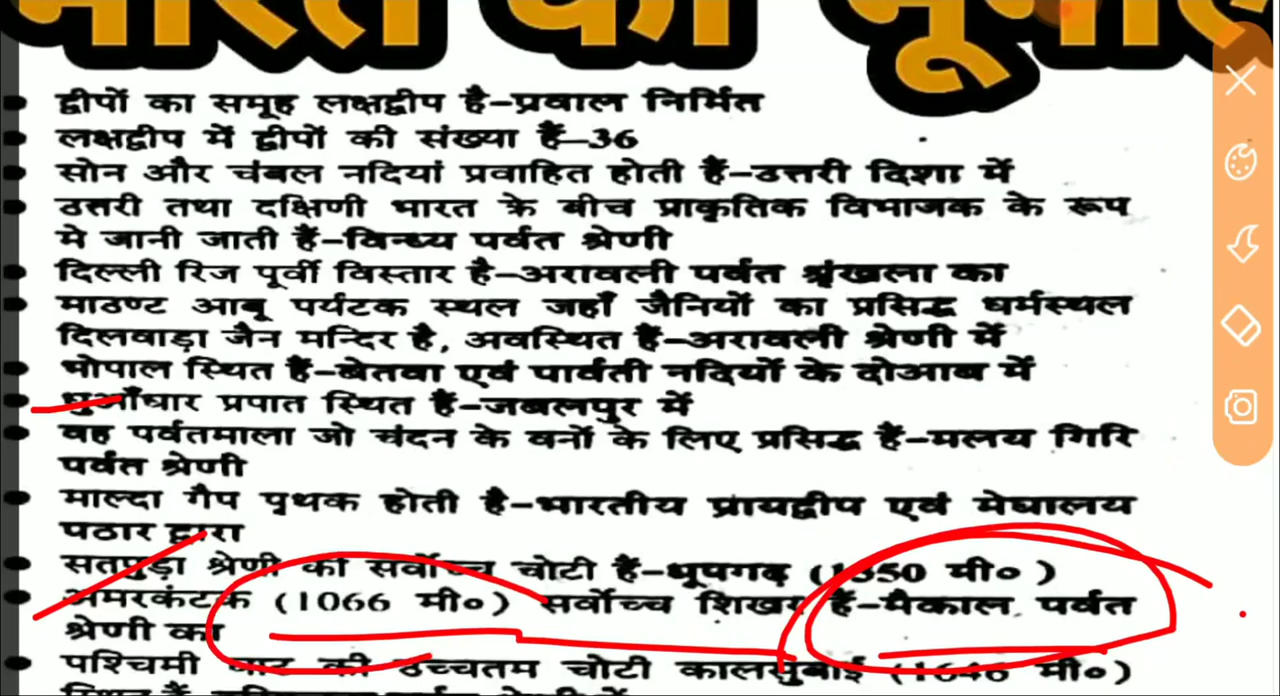 भारत का भूगोल
द्वीपों का समूह लक्षद्वीप है–प्रवाल निर्मित
लक्षद्वीप में द्वीपों की संख्या हैं–36
सोन और चंबल नदियां प्रवाहित होती हैं–उत्तरी दिशा में
उत्तरी तथा दक्षिणी भारत के बीच प्राकृतिक विभाजक के रूप
मे जानी जाती हैं–विन्ध्य पर्वत श्रेणी
दिल्ली रिज पूर्वी विस्तार है–अरावली पर्वत श्रृंखला का
माउण्ट आबू पर्यटक स्थल जहाँ जैनियों का प्रसिद्ध धर्मस्थल
दिलवाड़ा जैन मन्दिर है, अवस्थित हैं–अरावली श्रेणी में
भोपाल स्थित हैं–बेतवा एवं पार्वती नदियों के दोआब में
धुआँधार प्रपात स्थित हैं–जबलपुर में
वह पर्वतमाला जो चंदन के वनों के लिए प्रसिद्ध हैं–मलय गिरि
पर्वत श्रेणी
माल्दा गैप पृथक होती है–भारतीय प्रायद्वीप एवं मेघालय
पठार द्वारा
सतपुड़ा श्रेणी की सर्वोच्च चोटी हैं–धूपगढ़ (1350 मी०)
अमरकंटक (1066 मी०) सर्वोच्च शिखर हैं–मैकाल पर्वत
श्रेणी का
पश्चिमी घाट की उच्चतम चोटी कालसुबाई (1646 मी०)